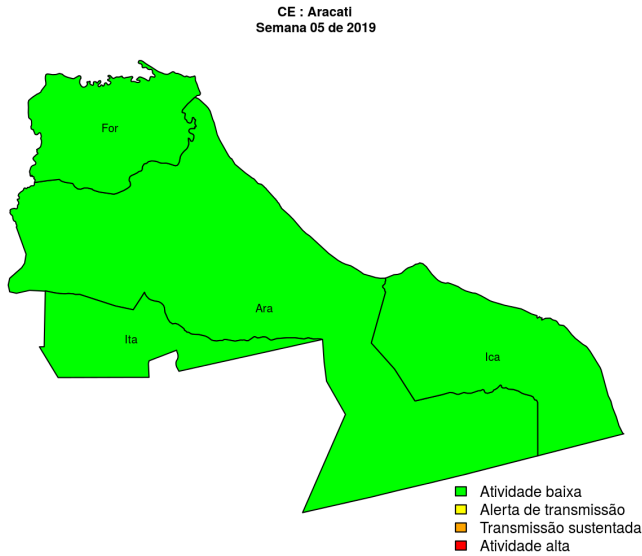 CE : Aracati
Semana 05 de 2019
For
Ara
Ita
Ica
Atividade baixa
Alerta de transmissão
Transmissão sustentada
Atividade alta